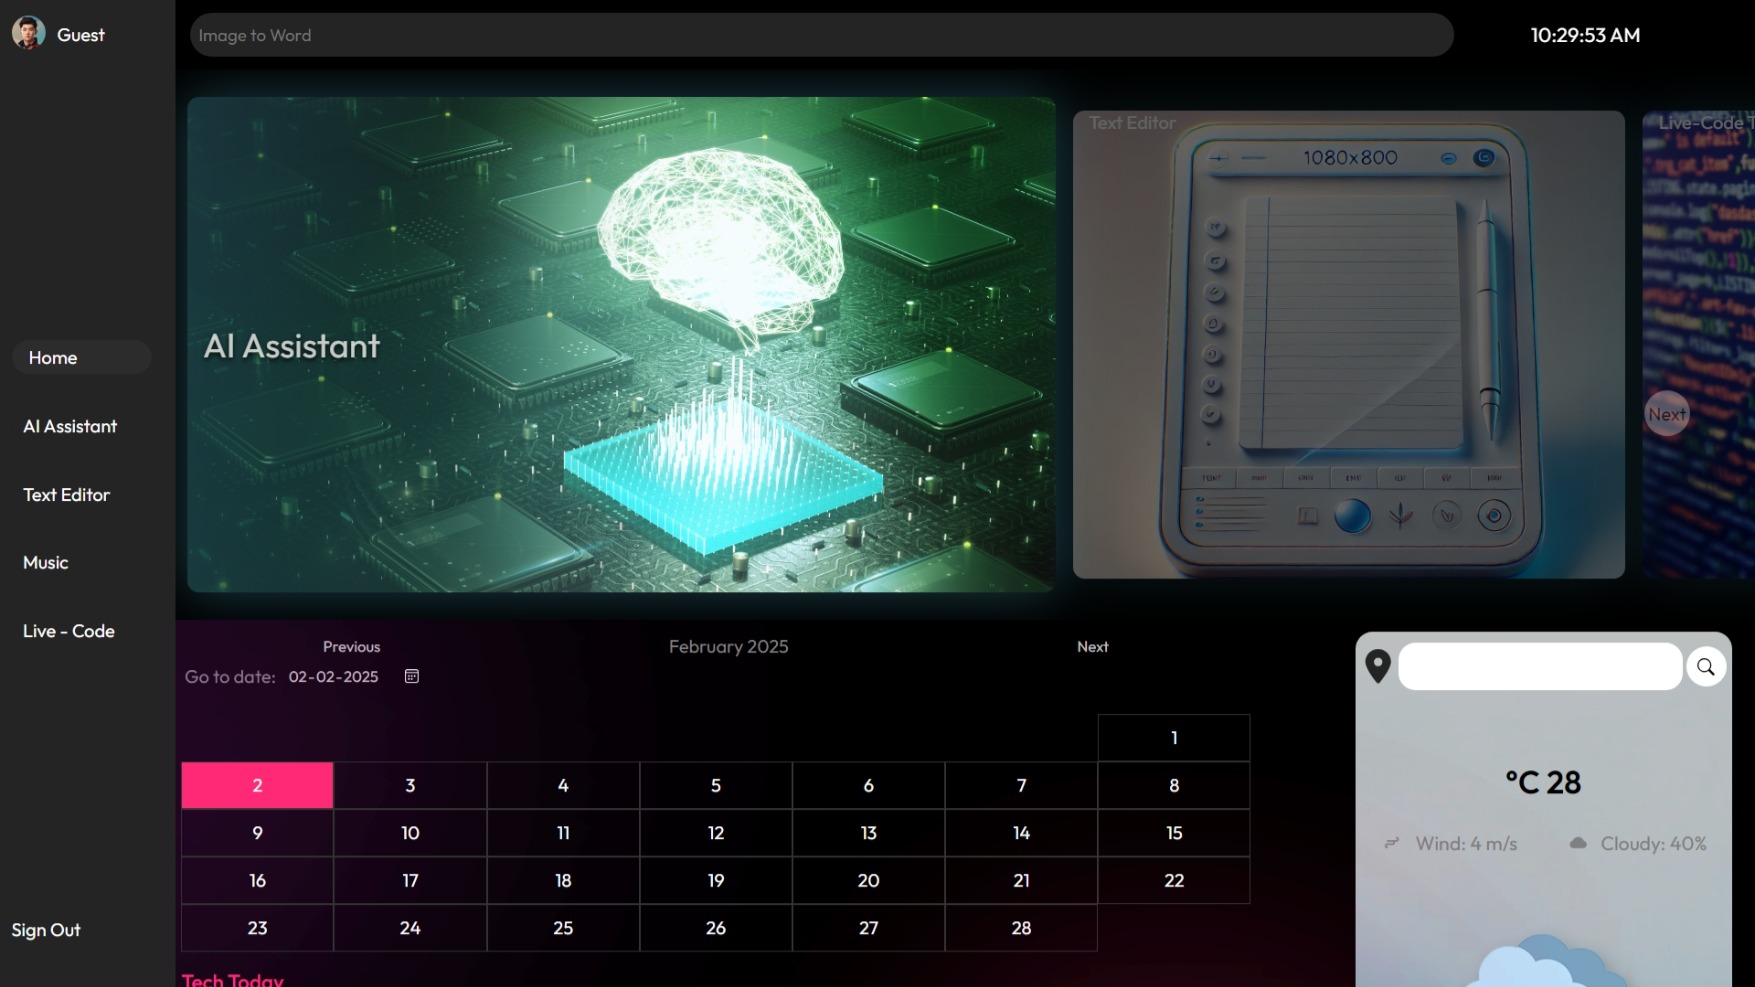 Guest
Image to Word
10:29:53 AM
Home
AI Assistant
Text Editor
Music
Live - Code
Sign Out
AI Assistant
Text Editor
1080x800
Live-Code T
Next
Previous
February 2025
Next
Go to date: 02-02-2025
1
2 3 4 5 6 7 8
9 10 11 12 13 14 15
16 17 18 19 20 21 22
23 24 25 26 27 28
Tech Today
°C 28
Wind: 4 m/s
Cloudy: 40%